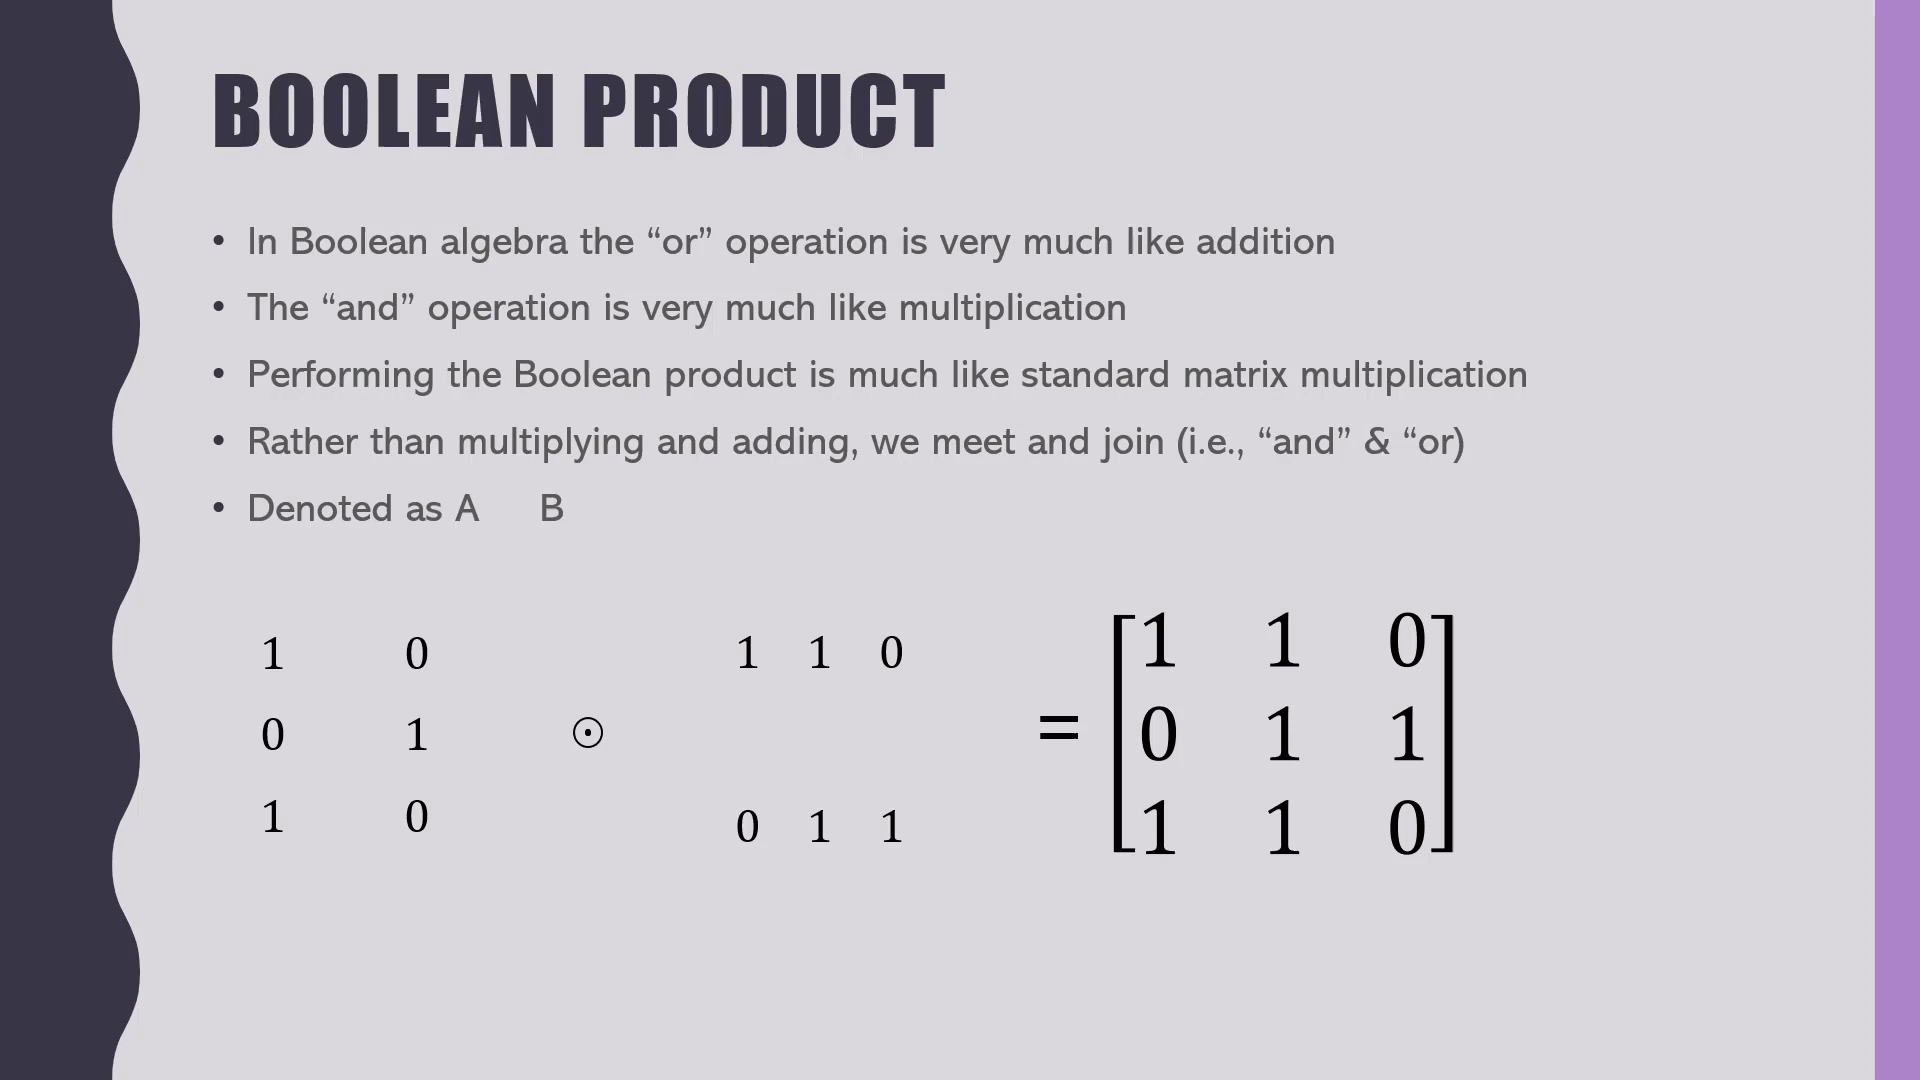 BOOLEAN PRODUCT
• In Boolean algebra the “or” operation is very much like addition
• The “and” operation is very much like multiplication
• Performing the Boolean product is much like standard matrix multiplication
• Rather than multiplying and adding, we meet and join (i.e., “and” & “or)
• Denoted as A B
1 0 1 1 0 1 1 0
0 1 ⊙ = 0 1 1
1 0 0 1 1 1 1 0